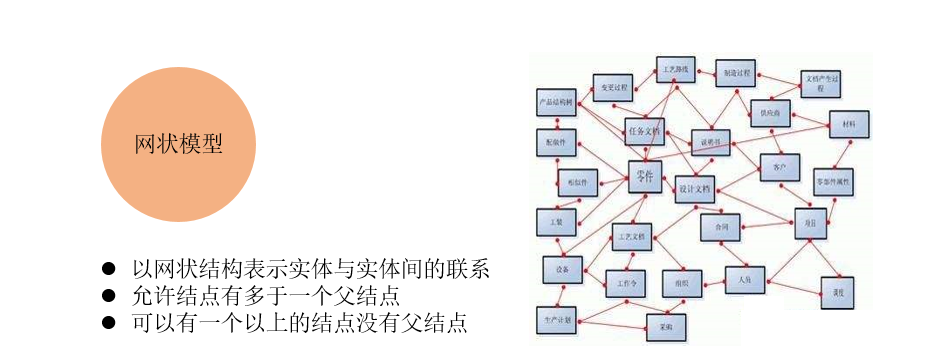 网状模型
以网状结构表示实体与实体间的联系
允许结点有多于一个父结点
可以有一个以上的结点没有父结点
工艺路线
制造过程
变更过程
文档产生过程
产品结构树
供应商
材料
任务文档
说明书
配做件
客户
零件
相似件
设计文档
零部件属性
工装
合同
项目
工艺文档
设备
工作令
组织
人员
调度
生产计划
采购